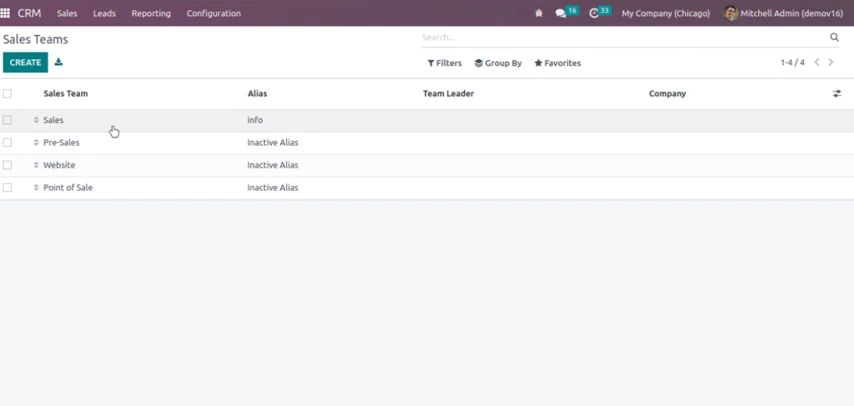 CRM Sales Leads Reporting Configuration 16 33 My Company (Chicago) Mitchell Admin (demov16)
Sales Teams Search...
CREATE Filters Group By Favorites 1-4 / 4
Sales Team Alias Team Leader Company
Sales info
Pre-Sales Inactive Alias
Website Inactive Alias
Point of Sale Inactive Alias